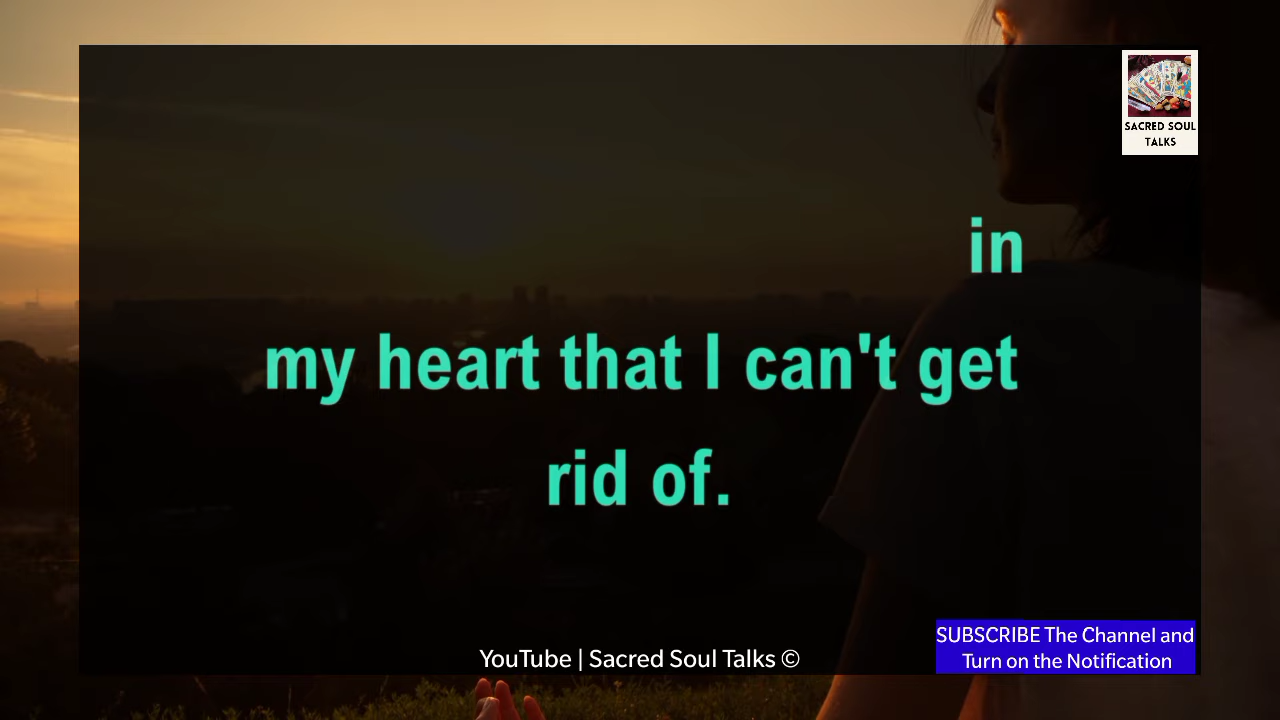 SACRED SOUL
TALKS
in
my heart that I can't get
rid of.
YouTube | Sacred Soul Talks ©
SUBSCRIBE The Channel and
Turn on the Notification